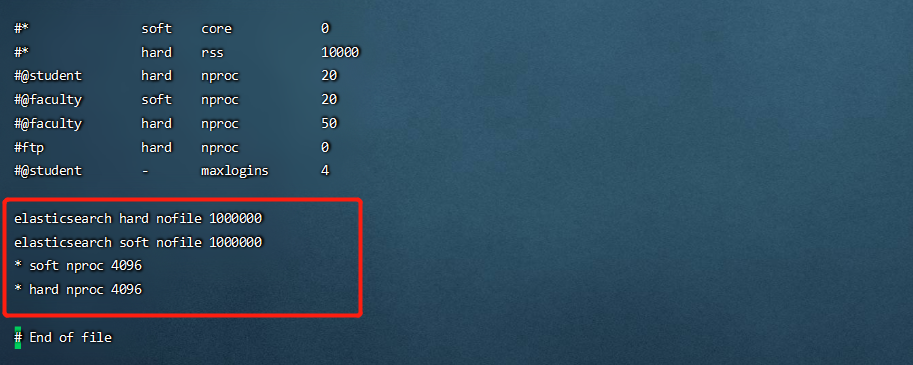 #*               soft    core            0
#*               hard    rss             10000
#@student        hard    nproc           20
#@faculty        soft    nproc           20
#@faculty        hard    nproc           50
#ftp             hard    nproc           0
#@student        -       maxlogins       4
elasticsearch hard nofile 1000000
elasticsearch soft nofile 1000000
* soft nproc 4096
* hard nproc 4096
# End of file